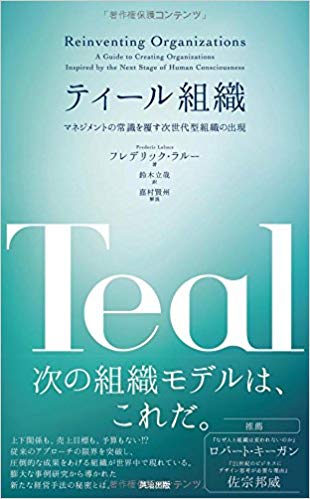 「著作権保護コンテンツ」
Reinventing Organizations
A Guide to Creating Organizations
Inspired by the Next Stage of Human Consciousness
ティール組織
マネジメントの常識を覆す次世代型組織の出現
Frederic Laloux
フレデリック・ラルー
著
鈴木立哉
訳
嘉村賢州
解説
Teal
次の組織モデルは、
これだ。
上下関係も、売上目標も、予算もない!?
従来のアプローチの限界を突破し、
圧倒的な成果をあげる組織が世界中で現れている。
膨大な事例研究から導かれた
新たな経営手法の秘密とは。
推薦
『なぜ人と組織は変われないのか』
ロバート・キーガン
『21世紀のビジネスに
デザイン思考が必要な理由』
佐宗邦威
「著作権保護コンテンツ」
英治出版